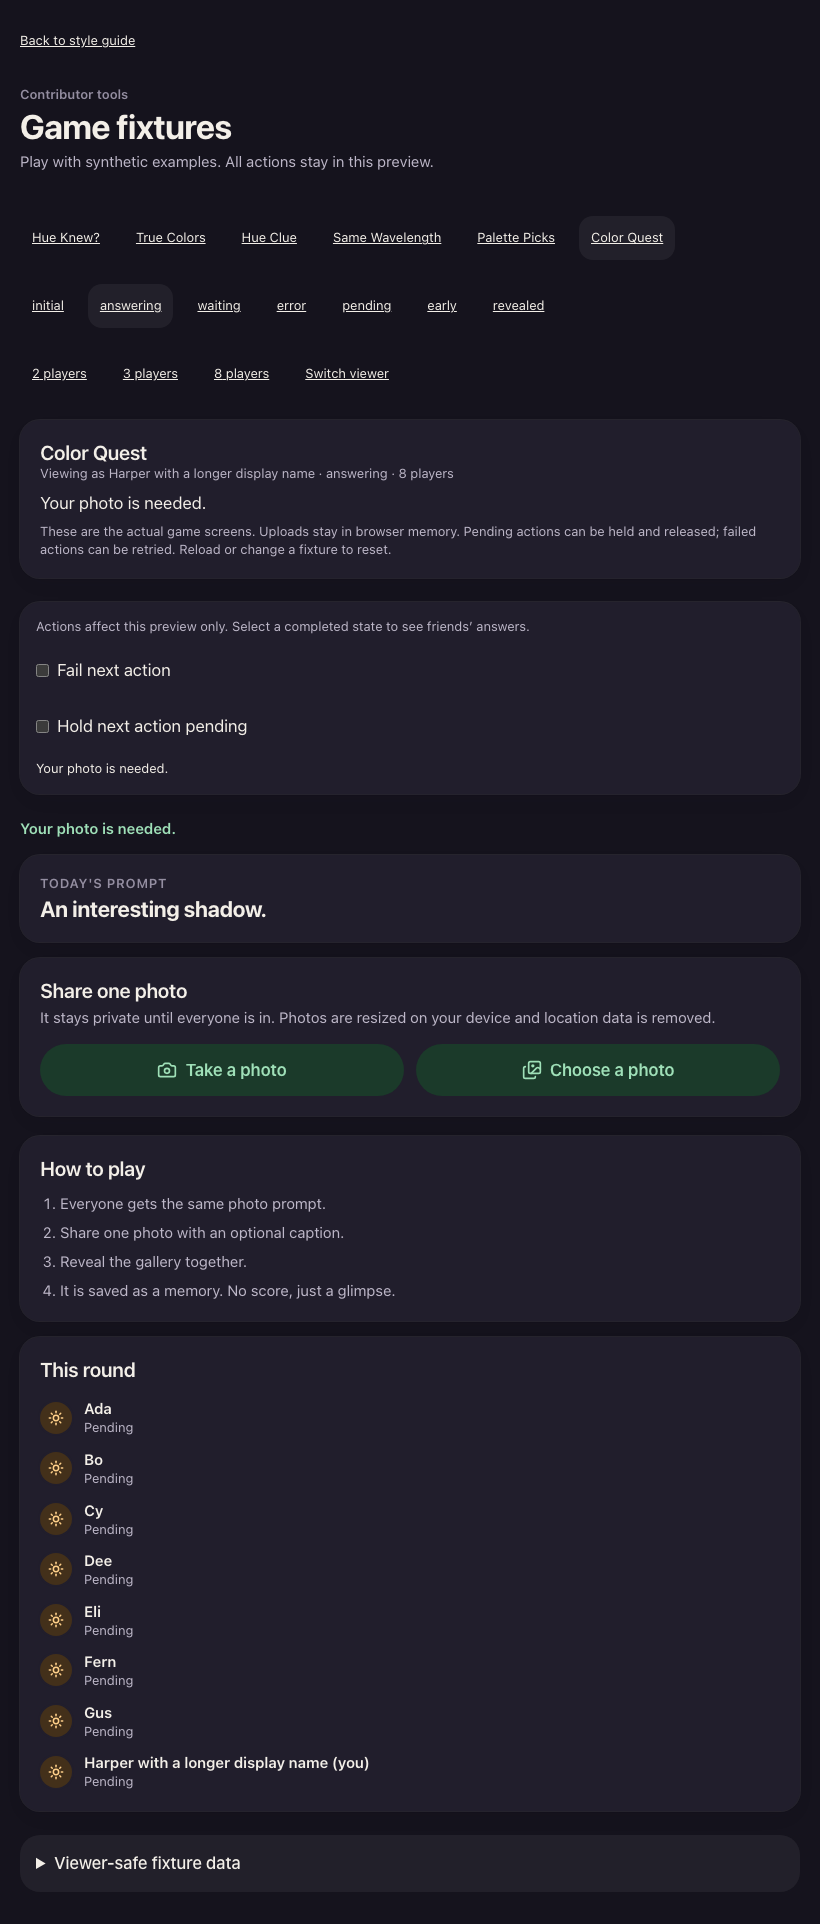 Back to style guide
Contributor tools
Game fixtures
Play with synthetic examples. All actions stay in this preview.
Hue Knew? True Colors Hue Clue Same Wavelength Palette Picks Color Quest
initial answering waiting error pending early revealed
2 players 3 players 8 players Switch viewer
Color Quest
Viewing as Harper with a longer display name · answering · 8 players
Your photo is needed.
These are the actual game screens. Uploads stay in browser memory. Pending actions can be held and released; failed
actions can be retried. Reload or change a fixture to reset.
Actions affect this preview only. Select a completed state to see friends’ answers.
Fail next action
Hold next action pending
Your photo is needed.
Your photo is needed.
TODAY'S PROMPT
An interesting shadow.
Share one photo
It stays private until everyone is in. Photos are resized on your device and location data is removed.
Take a photo Choose a photo
How to play
1. Everyone gets the same photo prompt.
2. Share one photo with an optional caption.
3. Reveal the gallery together.
4. It is saved as a memory. No score, just a glimpse.
This round
Ada
Pending
Bo
Pending
Cy
Pending
Dee
Pending
Eli
Pending
Fern
Pending
Gus
Pending
Harper with a longer display name (you)
Pending
Viewer-safe fixture data